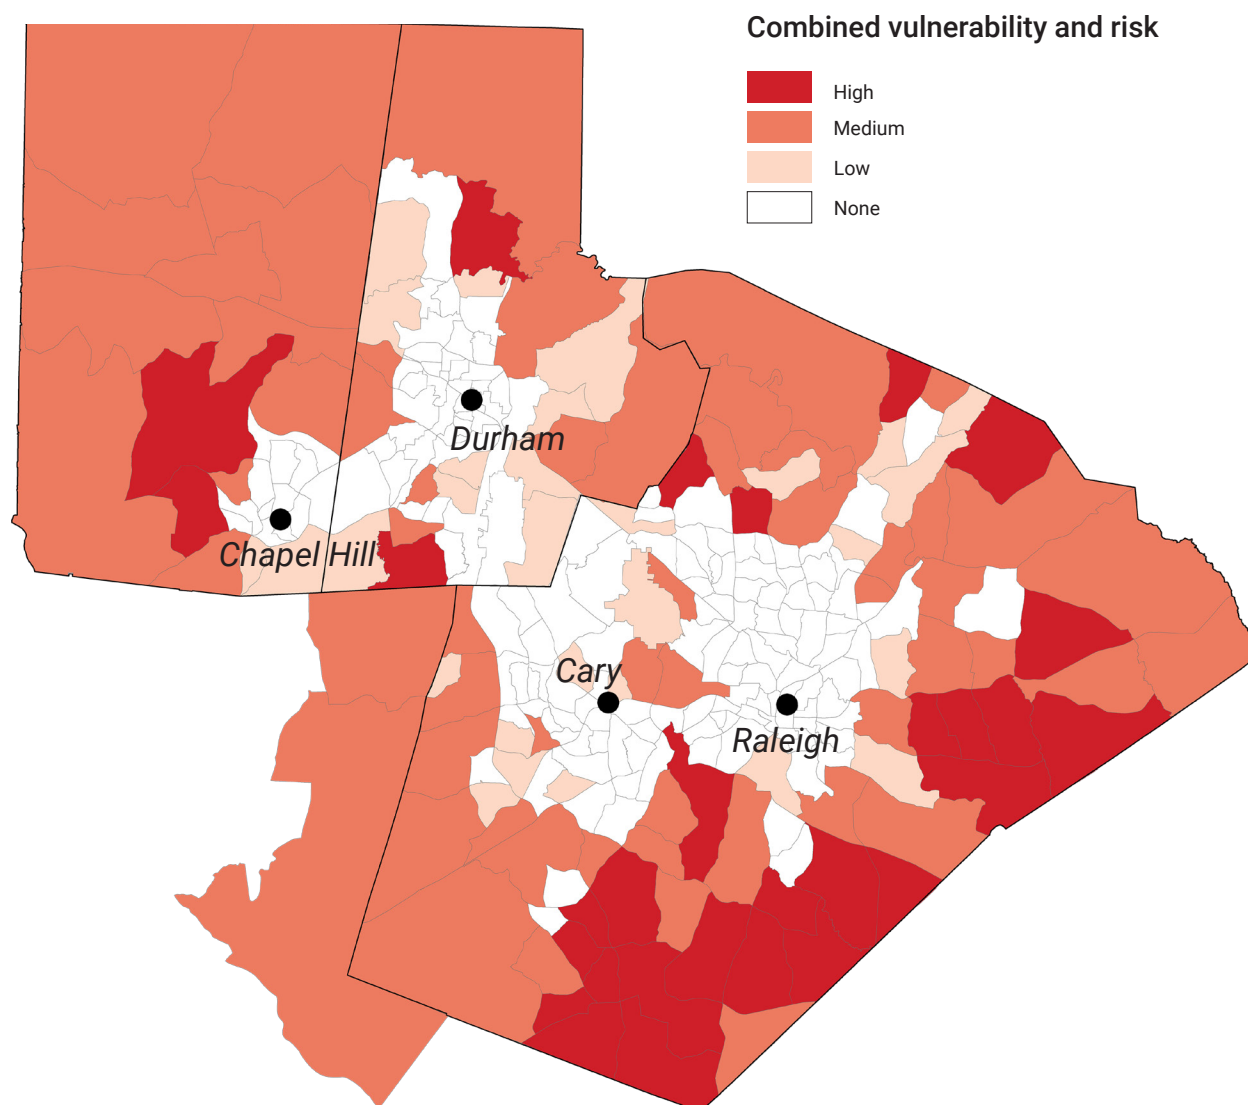 Combined vulnerability and risk
High
Medium
Low
None
Durham
Chapel Hill
Cary
Raleigh